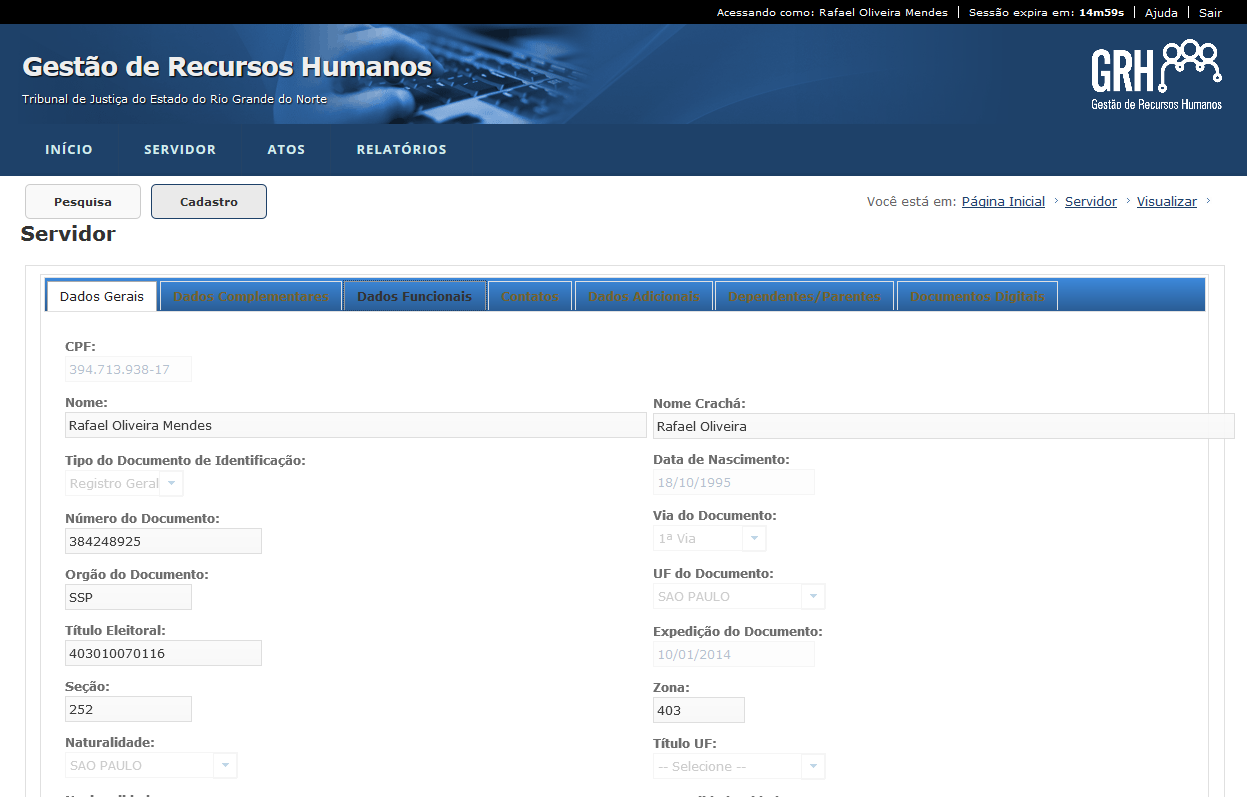 Acessando como: Rafael Oliveira Mendes | Sessão expira em: 14m59s | Ajuda | Sair
Gestão de Recursos Humanos
Tribunal de Justiça do Estado do Rio Grande do Norte
GRH
Gestão de Recursos Humanos
INÍCIO SERVIDOR ATOS RELATÓRIOS
Pesquisa Cadastro
Você está em: Página Inicial > Servidor > Visualizar >
Servidor
Dados Gerais Dados Complementares Dados Funcionais Contatos Dados Adicionais Dependentes/Parentes Documentos Digitais
CPF:
394.713.938-17
Nome: Nome Crachá:
Rafael Oliveira Mendes Rafael Oliveira
Tipo do Documento de Identificação: Data de Nascimento:
Registro Geral 18/10/1995
Número do Documento: Via do Documento:
384248925 1ª Via
Orgão do Documento: UF do Documento:
SSP SAO PAULO
Título Eleitoral: Expedição do Documento:
403010070116 10/01/2014
Seção: Zona:
252 403
Naturalidade: Título UF:
SAO PAULO -- Selecione --